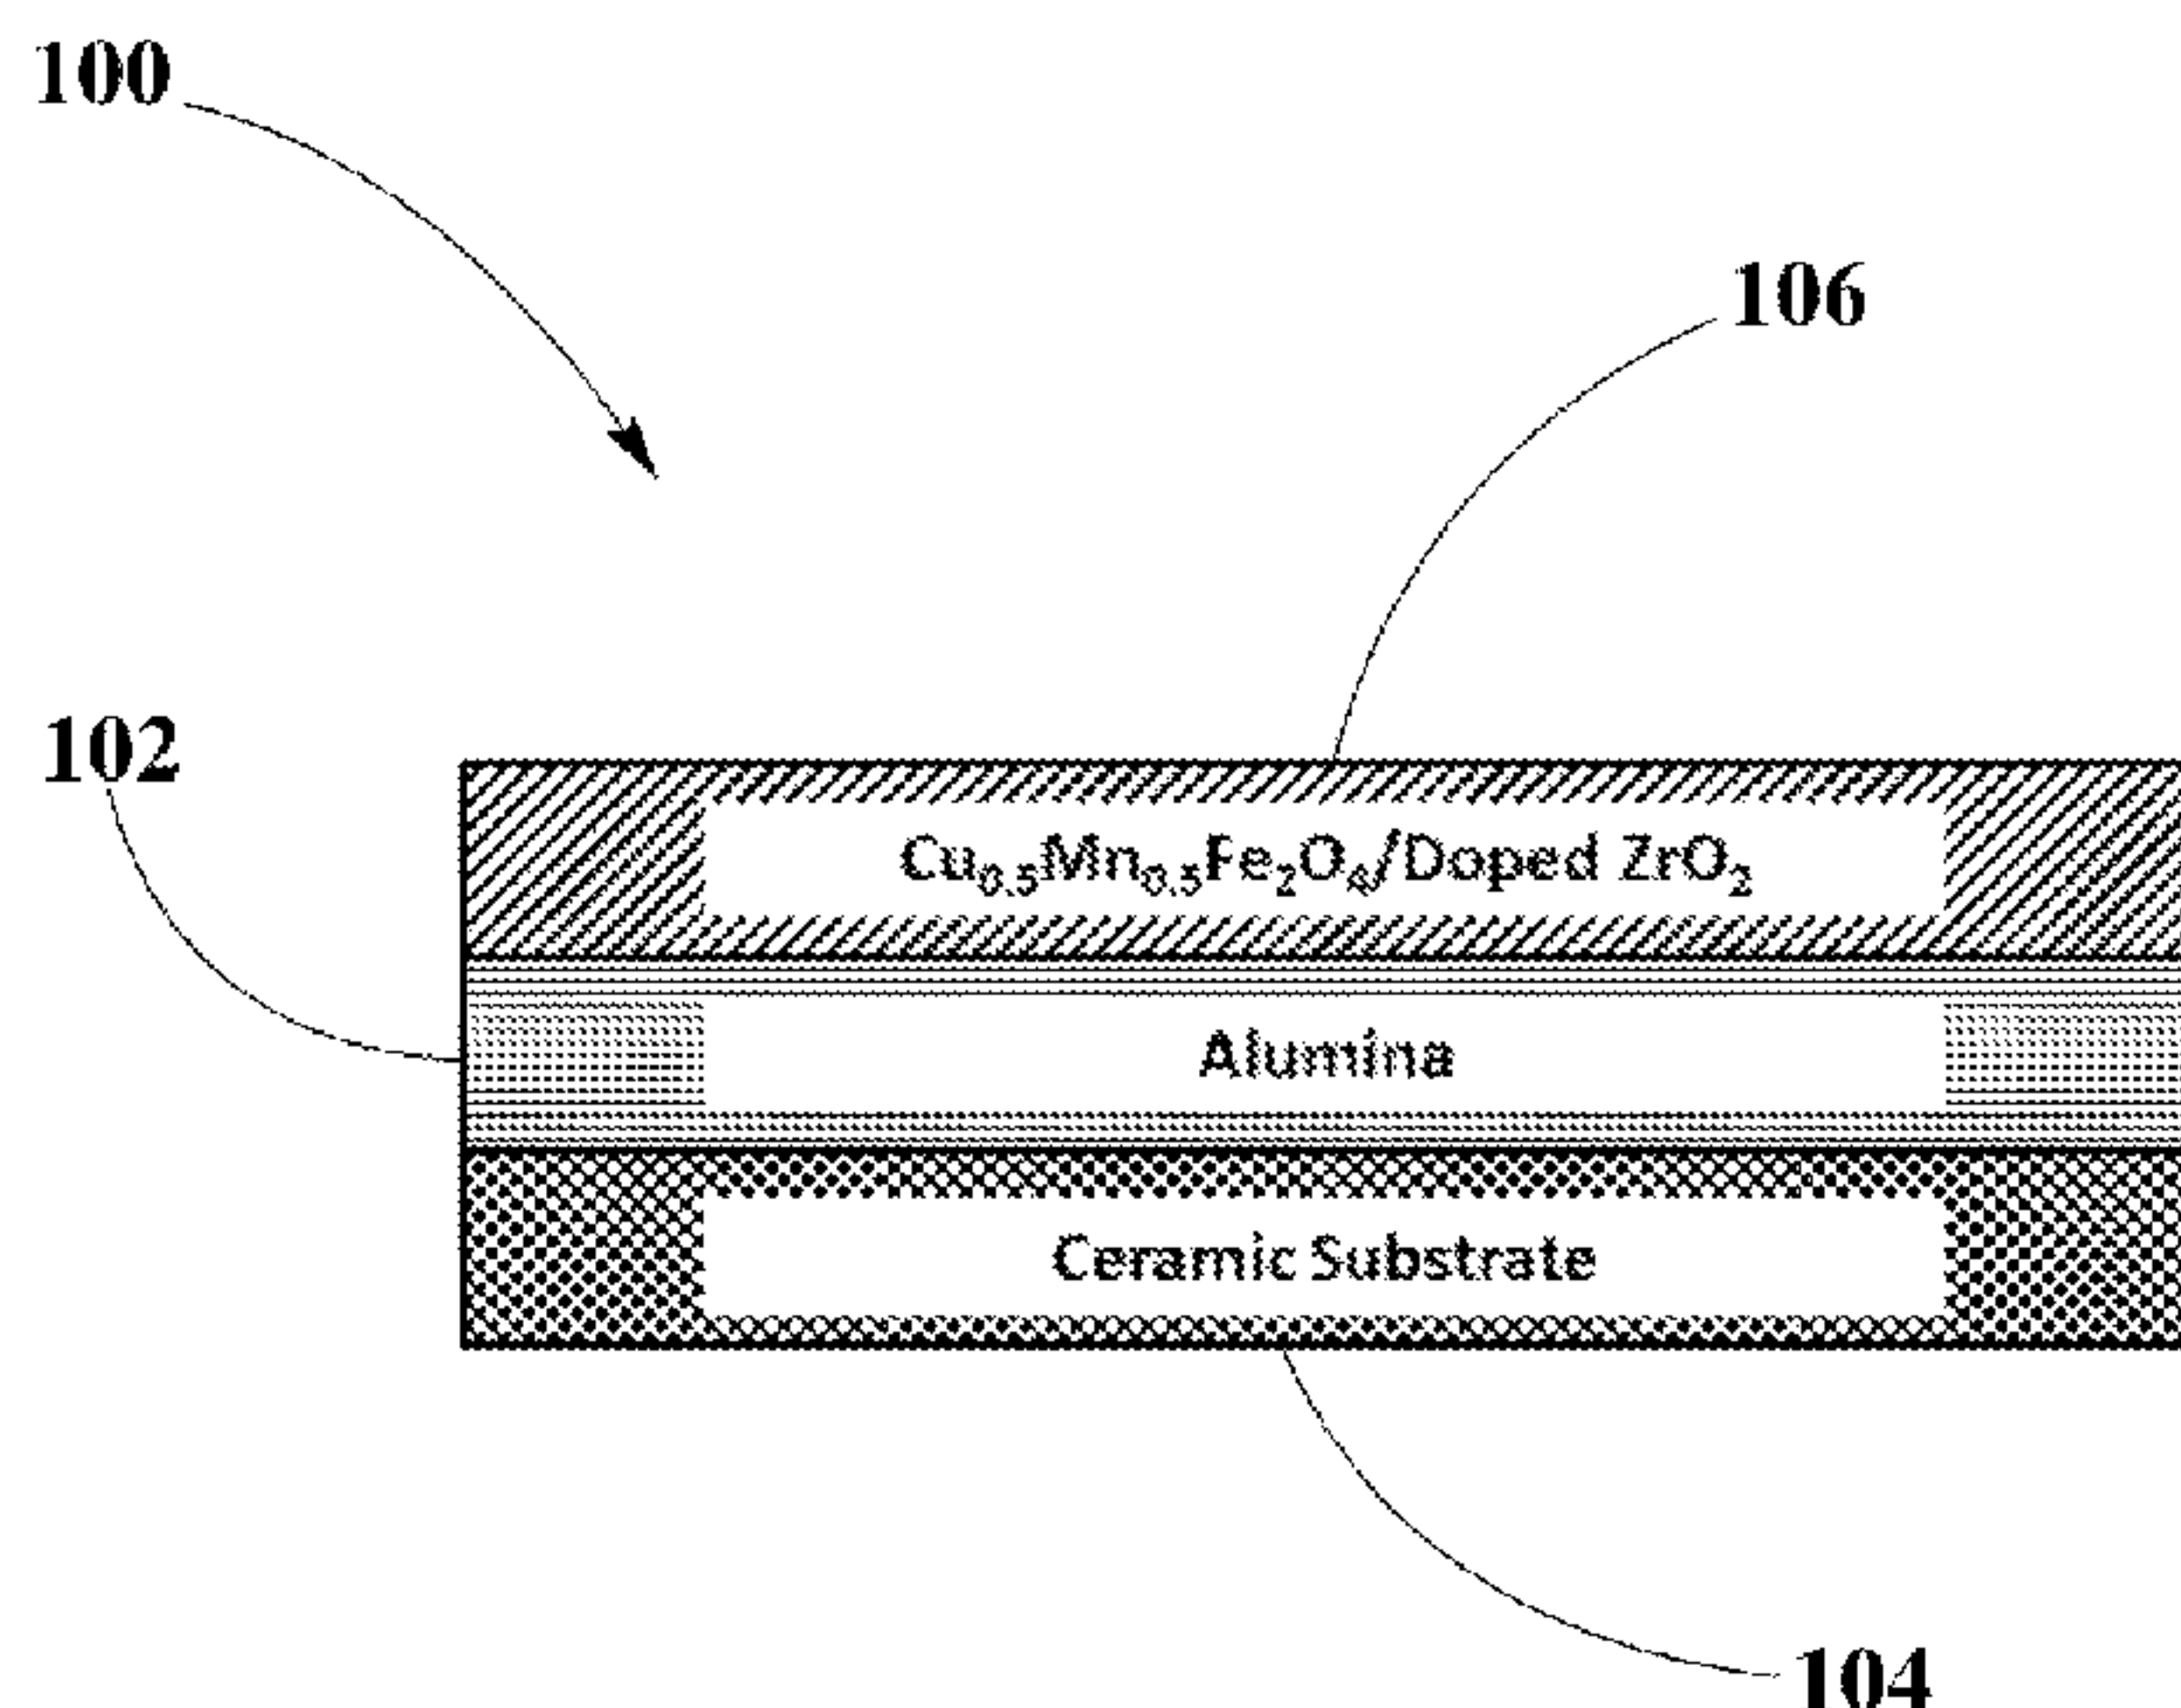 100
106
102
Cu₀.₅Mn₀.₅Fe₂O₄/Doped ZrO₂
Alumina
Ceramic Substrate
104